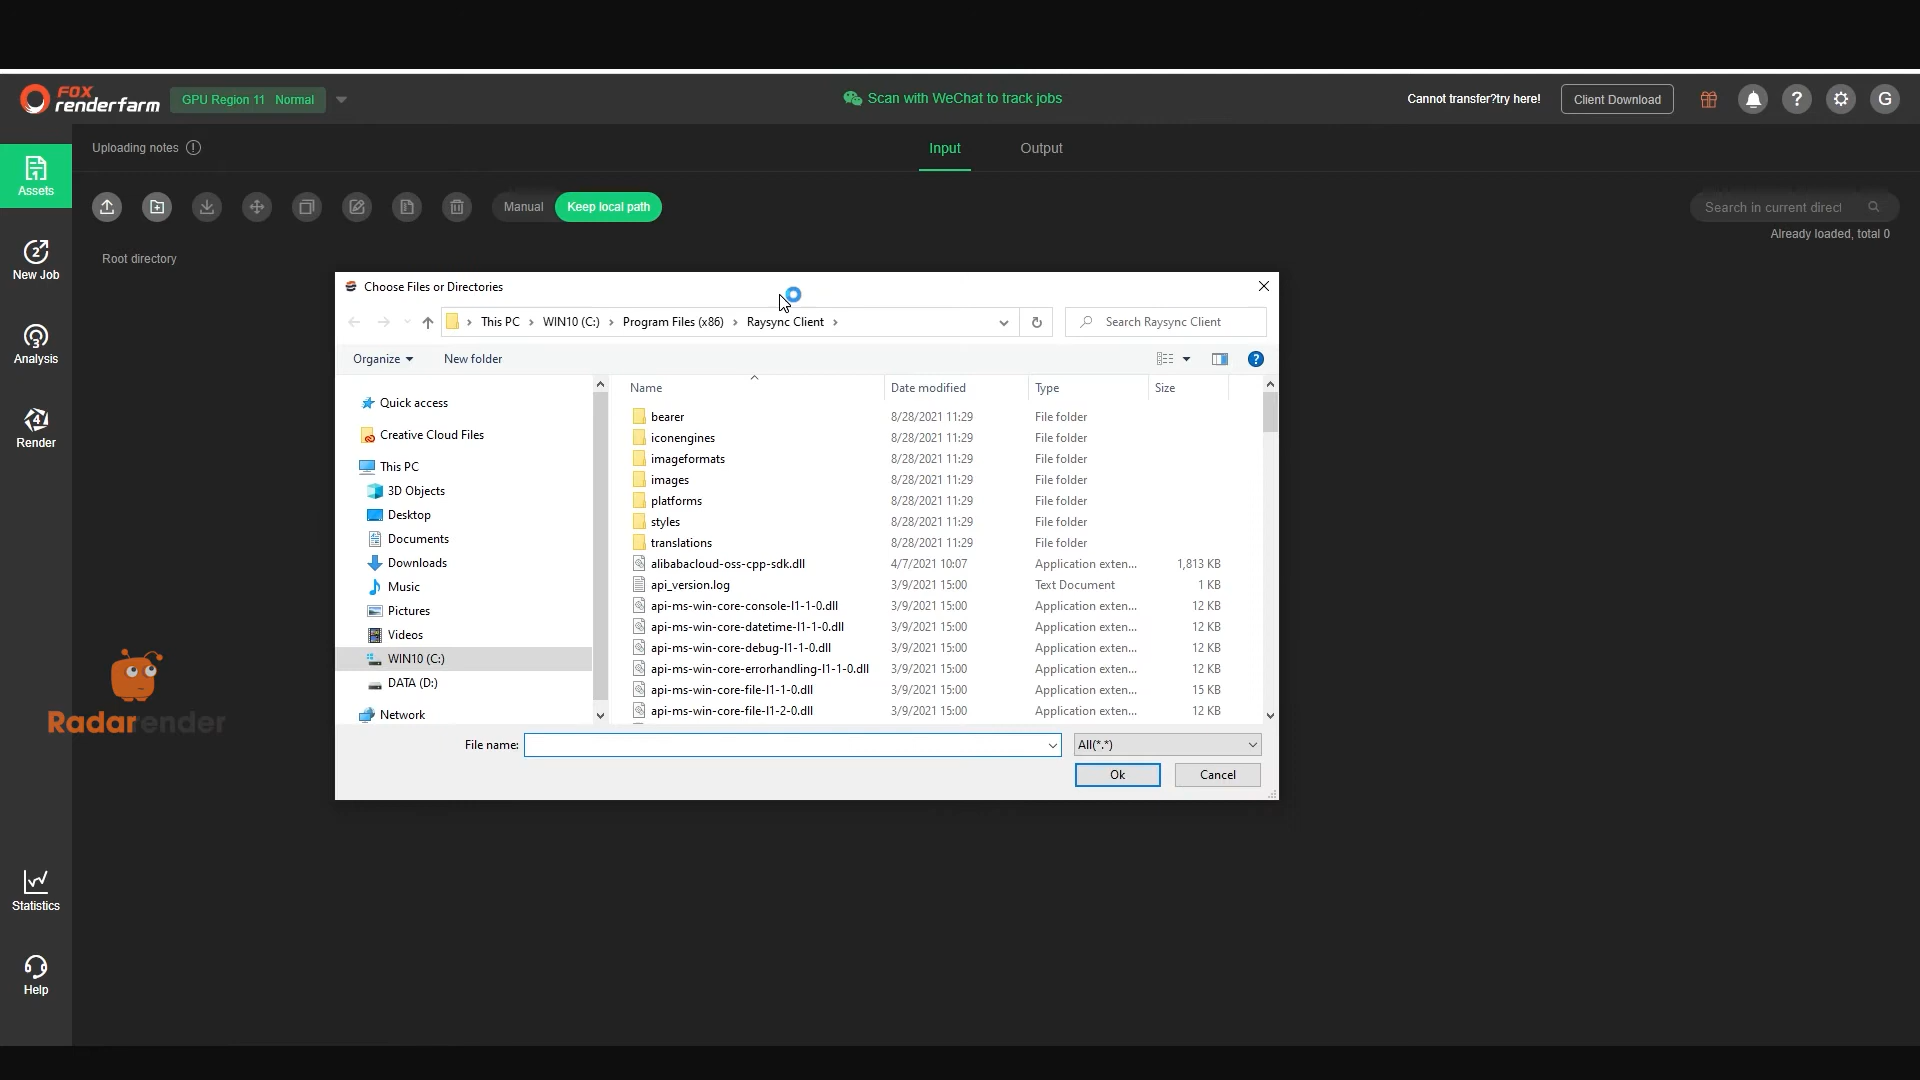 FOX
renderfarm
GPU Region 11 Normal
Scan with WeChat to track jobs
Cannot transfer?try here!
Client Download
?
G
Uploading notes
Input
Output
1
Assets
Manual
Keep local path
Search in current direct
Already loaded, total 0
Root directory
2
New Job
3
Analysis
4
Render
Statistics
Help
Choose Files or Directories
This PC > WIN10 (C:) > Program Files (x86) > Raysync Client >
Search Raysync Client
Organize
New folder
?
Quick access
Creative Cloud Files
This PC
3D Objects
Desktop
Documents
Downloads
Music
Pictures
Videos
WIN10 (C:)
DATA (D:)
Network
Name Date modified Type Size
bearer 8/28/2021 11:29 File folder
iconengines 8/28/2021 11:29 File folder
imageformats 8/28/2021 11:29 File folder
images 8/28/2021 11:29 File folder
platforms 8/28/2021 11:29 File folder
styles 8/28/2021 11:29 File folder
translations 8/28/2021 11:29 File folder
alibabacloud-oss-cpp-sdk.dll 4/7/2021 10:07 Application exten... 1,813 KB
api_version.log 3/9/2021 15:00 Text Document 1 KB
api-ms-win-core-console-l1-1-0.dll 3/9/2021 15:00 Application exten... 12 KB
api-ms-win-core-datetime-l1-1-0.dll 3/9/2021 15:00 Application exten... 12 KB
api-ms-win-core-debug-l1-1-0.dll 3/9/2021 15:00 Application exten... 12 KB
api-ms-win-core-errorhandling-l1-1-0.dll 3/9/2021 15:00 Application exten... 12 KB
api-ms-win-core-file-l1-1-0.dll 3/9/2021 15:00 Application exten... 15 KB
api-ms-win-core-file-l1-2-0.dll 3/9/2021 15:00 Application exten... 12 KB
File name:
All(*.*)
Ok
Cancel
Radarrender